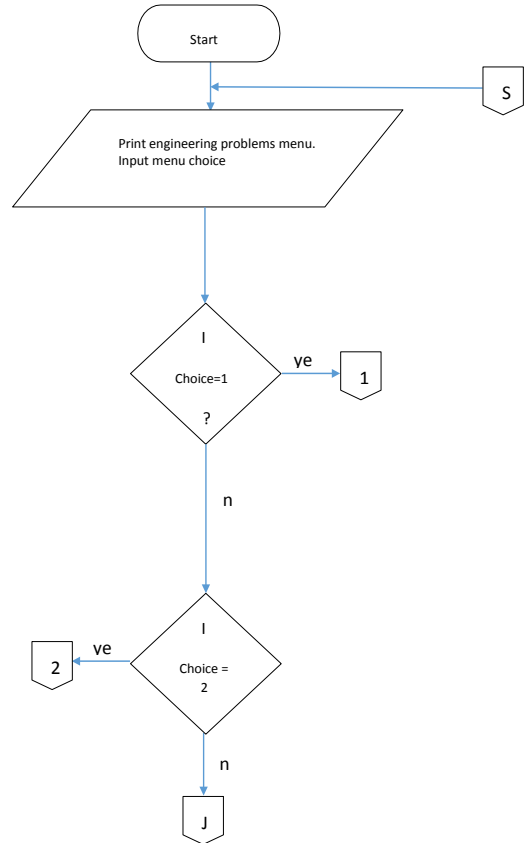 Start
S
Print engineering problems menu.
Input menu choice
I
Choice=1
?
ye
1
n
I
Choice =
2
ye
2
n
J